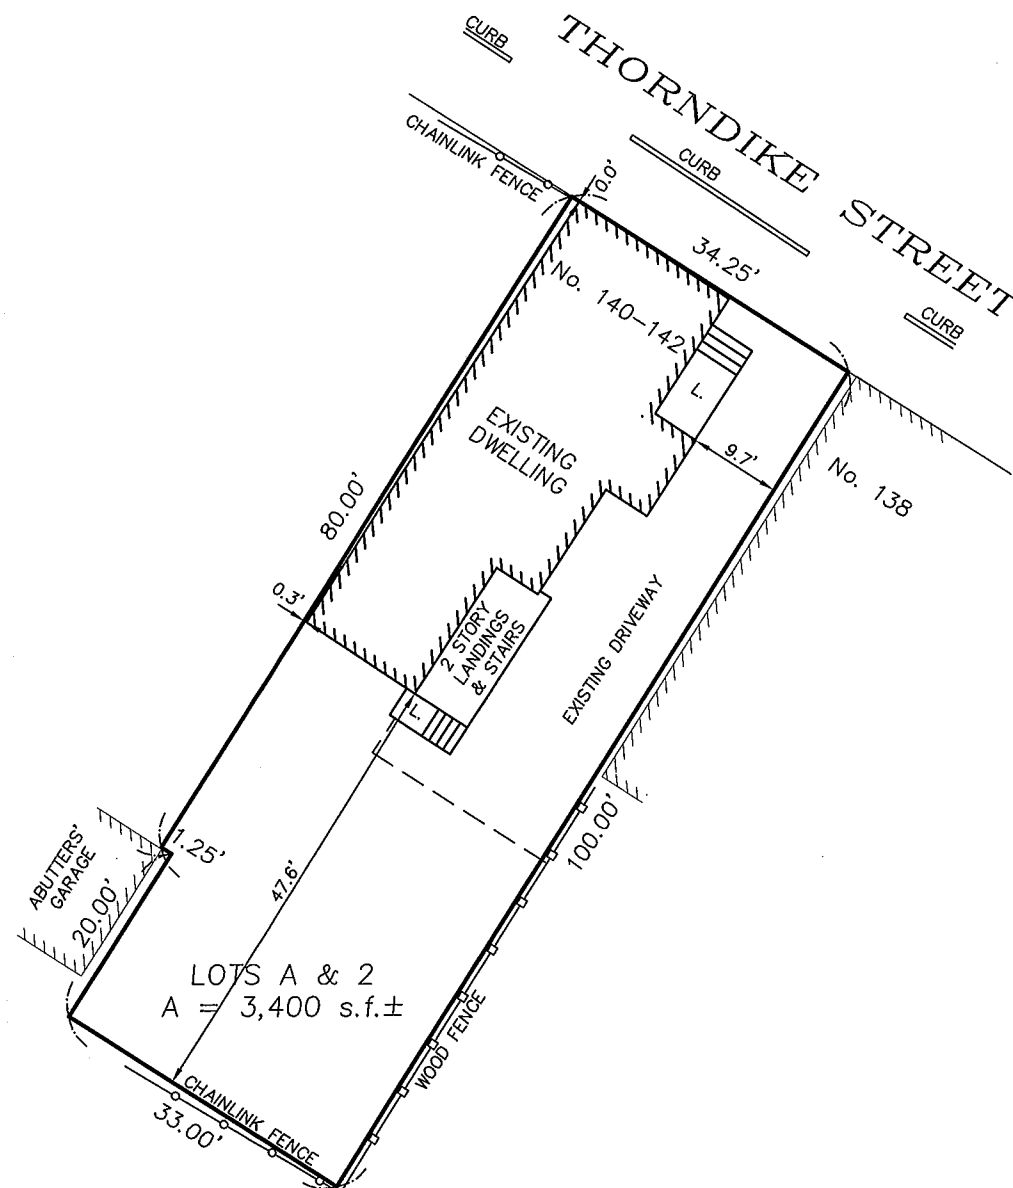 CURB
THORNDIKE STREET
CURB
CURB
CHAINLINK FENCE
0.0'
34.25'
No. 140-142
L.
9.7'
No. 138
EXISTING
DWELLING
80.00'
0.3'
2 STORY
LANDINGS
& STAIRS
EXISTING DRIVEWAY
L.
100.00'
1.25'
ABUTTERS'
GARAGE
20.00'
47.6'
LOTS A & 2
A = 3,400 s.f.±
WOOD FENCE
CHAINLINK FENCE
33.00'